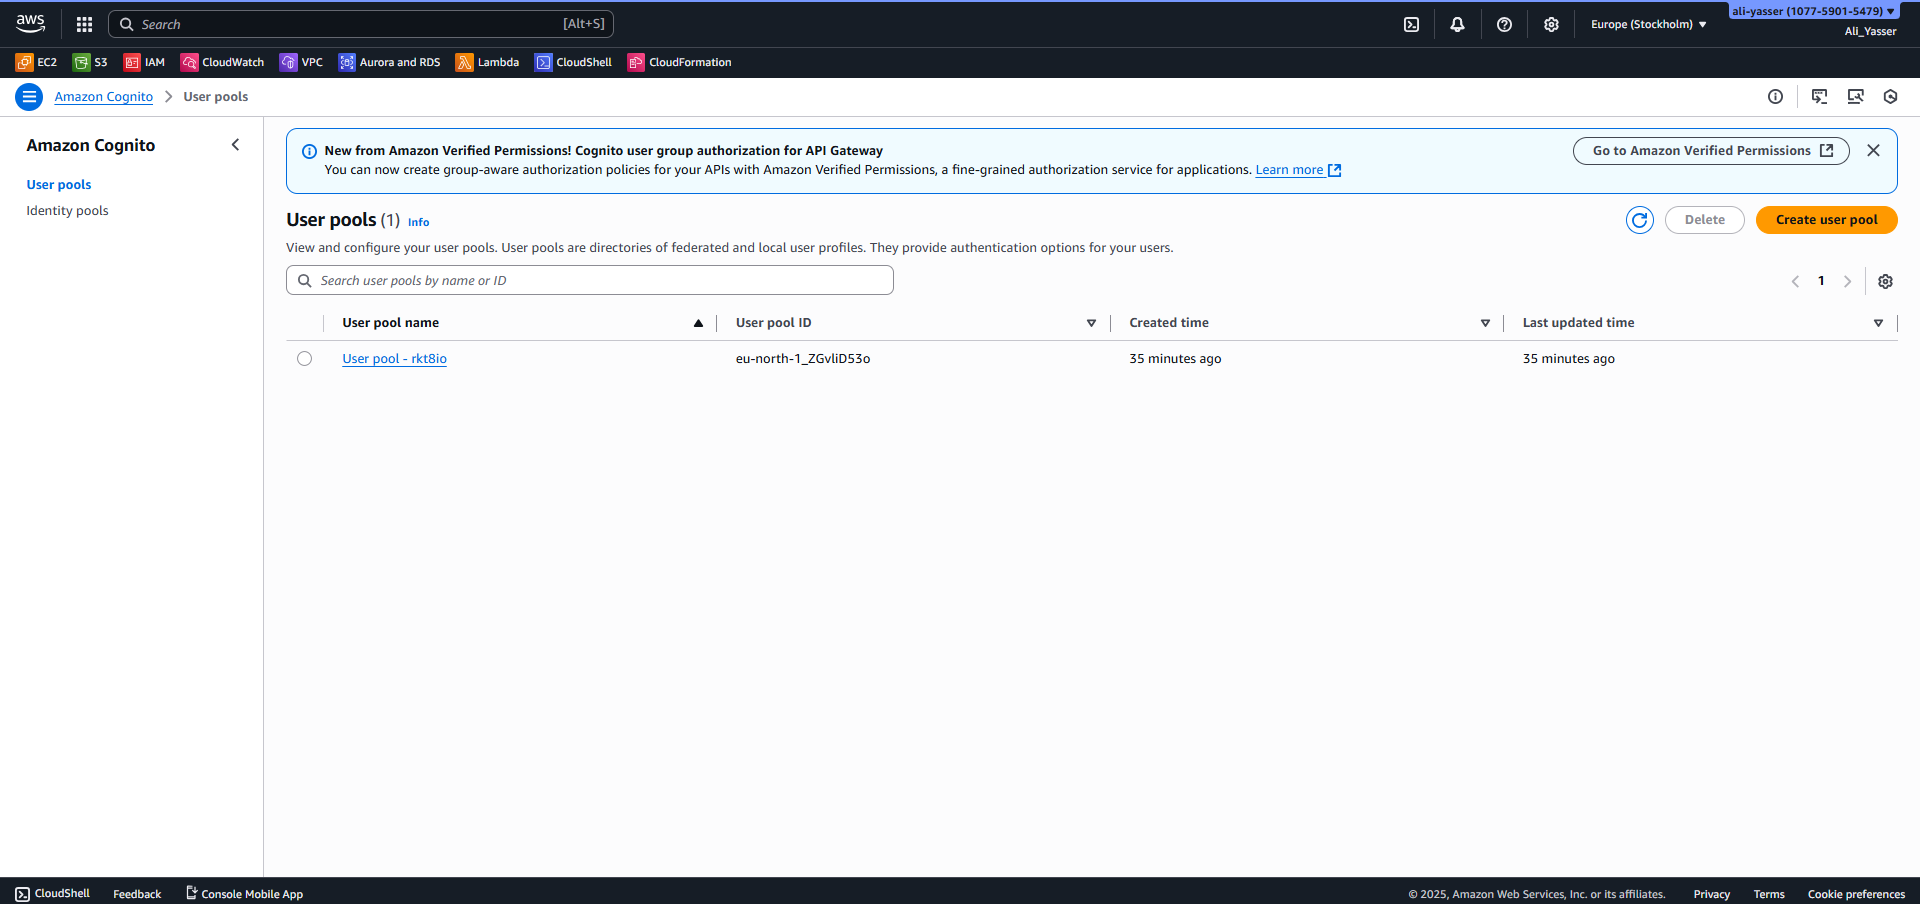 aws
Search [Alt+S]
Europe (Stockholm)
ali-yasser (1077-5901-5479)
Ali_Yasser
EC2 S3 IAM CloudWatch VPC Aurora and RDS Lambda CloudShell CloudFormation
Amazon Cognito User pools
Amazon Cognito
User pools
Identity pools
New from Amazon Verified Permissions! Cognito user group authorization for API Gateway
You can now create group-aware authorization policies for your APIs with Amazon Verified Permissions, a fine-grained authorization service for applications. Learn more
Go to Amazon Verified Permissions
User pools (1) Info
Delete
Create user pool
View and configure your user pools. User pools are directories of federated and local user profiles. They provide authentication options for your users.
Search user pools by name or ID
1
User pool name User pool ID Created time Last updated time
User pool - rkt8io eu-north-1_ZGvliD53o 35 minutes ago 35 minutes ago
CloudShell Feedback Console Mobile App © 2025, Amazon Web Services, Inc. or its affiliates. Privacy Terms Cookie preferences